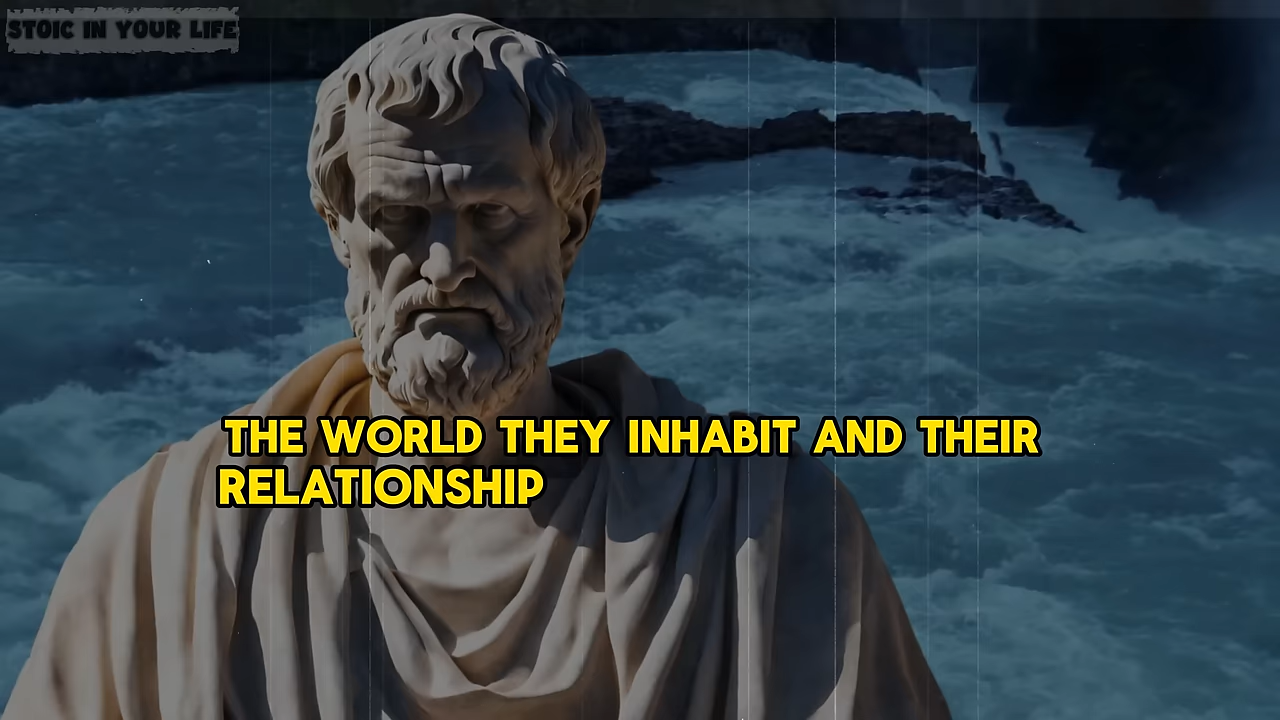 STOIC IN YOUR LIFE
THE WORLD THEY INHABIT AND THEIR
RELATIONSHIP